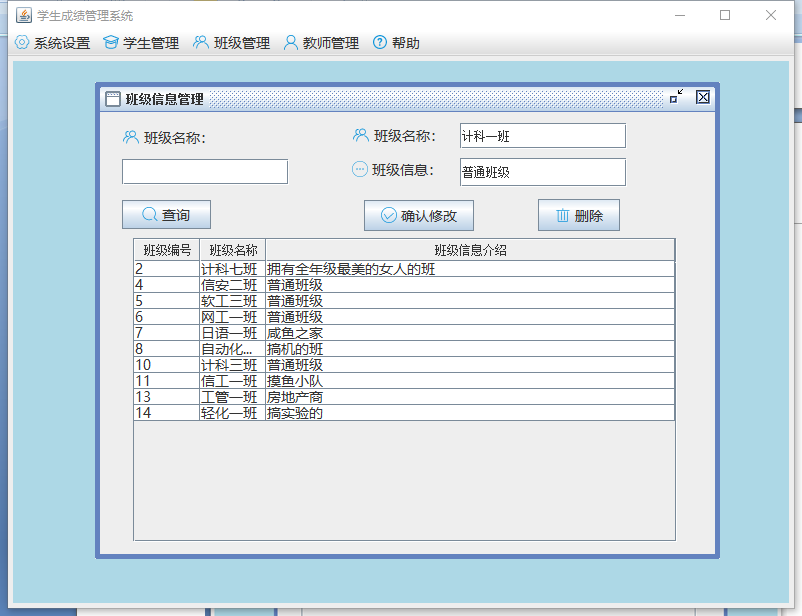 学生成绩管理系统
系统设置 学生管理 班级管理 教师管理 帮助
班级信息管理
班级名称： 班级名称： 计科一班
班级信息： 普通班级
查询 确认修改 删除
班级编号 班级名称 班级信息介绍
2 计科七班 拥有全年级最美的女人的班
4 信安二班 普通班级
5 软工三班 普通班级
6 网工一班 普通班级
7 日语一班 咸鱼之家
8 自动化... 搞机的班
10 计科三班 普通班级
11 信工一班 摸鱼小队
13 工管一班 房地产商
14 轻化一班 搞实验的